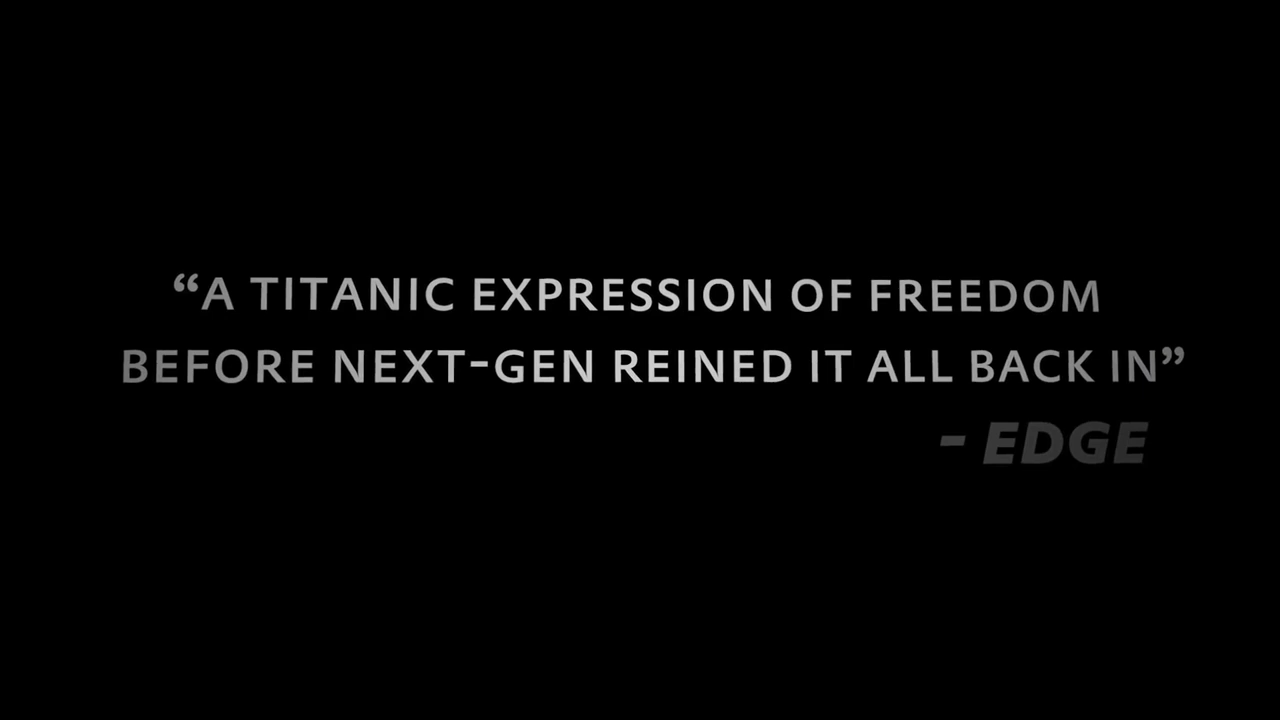 “A TITANIC EXPRESSION OF FREEDOM
BEFORE NEXT-GEN REINED IT ALL BACK IN”
- EDGE